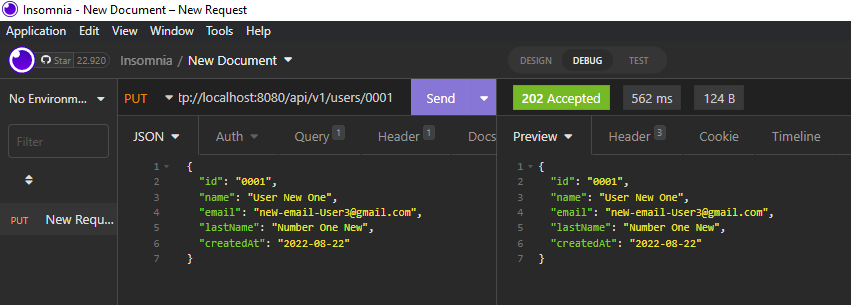 Insomnia - New Document – New Request
Application Edit View Window Tools Help
Star 22.920 Insomnia / New Document DESIGN DEBUG TEST
No Environm... PUT tp://localhost:8080/api/v1/users/0001 Send 202 Accepted 562 ms 124 B
Filter JSON Auth Query 1 Header 1 Docs Preview Header 3 Cookie Timeline
PUT New Requ...
1 {
2 "id": "0001",
3 "name": "User New One",
4 "email": "neW-email-User3@gmail.com",
5 "lastName": "Number One New",
6 "createdAt": "2022-08-22"
7 }
1 {
2 "id": "0001",
3 "name": "User New One",
4 "email": "neW-email-User3@gmail.com",
5 "lastName": "Number One New",
6 "createdAt": "2022-08-22"
7 }